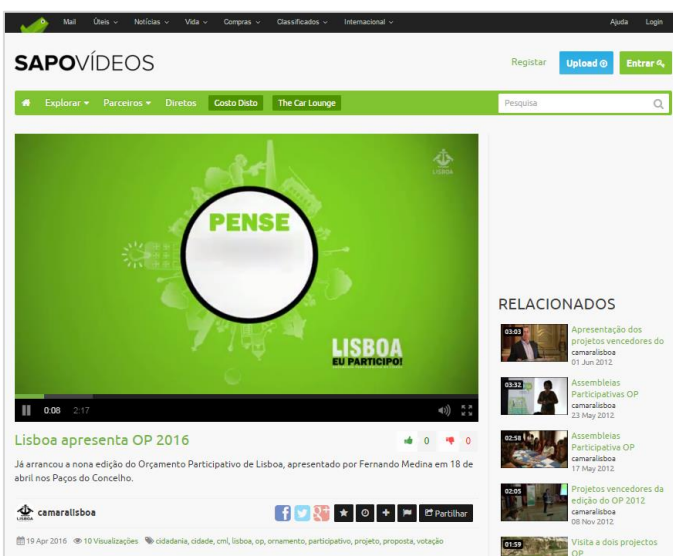 Mail Úteis Notícias Vida Compras Classificados Internacional Ajuda Login
SAPOVÍDEOS
Registar Upload Entrar
Explorar Parceiros Diretos Gosto Disto The Car Lounge Pesquisa
LISBOA
PENSE
LISBOA
EU PARTICIPO!
0:08 2:17
Lisboa apresenta OP 2016 0 0
Já arrancou a nona edição do Orçamento Participativo de Lisboa, apresentado por Fernando Medina em 18 de
abril nos Paços do Concelho.
LISBOA camaralisboa Partilhar
19 Apr 2016 10 Visualizações cidadania, cidade, cml, lisboa, op, ornamento, participativo, projeto, proposta, votação
RELACIONADOS
03:03 Apresentação dos
projetos vencedores do
camaralisboa
01 Jun 2012
03:32 Assembleias
Participativas OP
camaralisboa
23 May 2012
02:58 Assembleias
Participativa OP
camaralisboa
17 May 2012
02:05 Projetos vencedores da
edição do OP 2012
camaralisboa
08 Nov 2012
01:59 Visita a dois projectos
OP